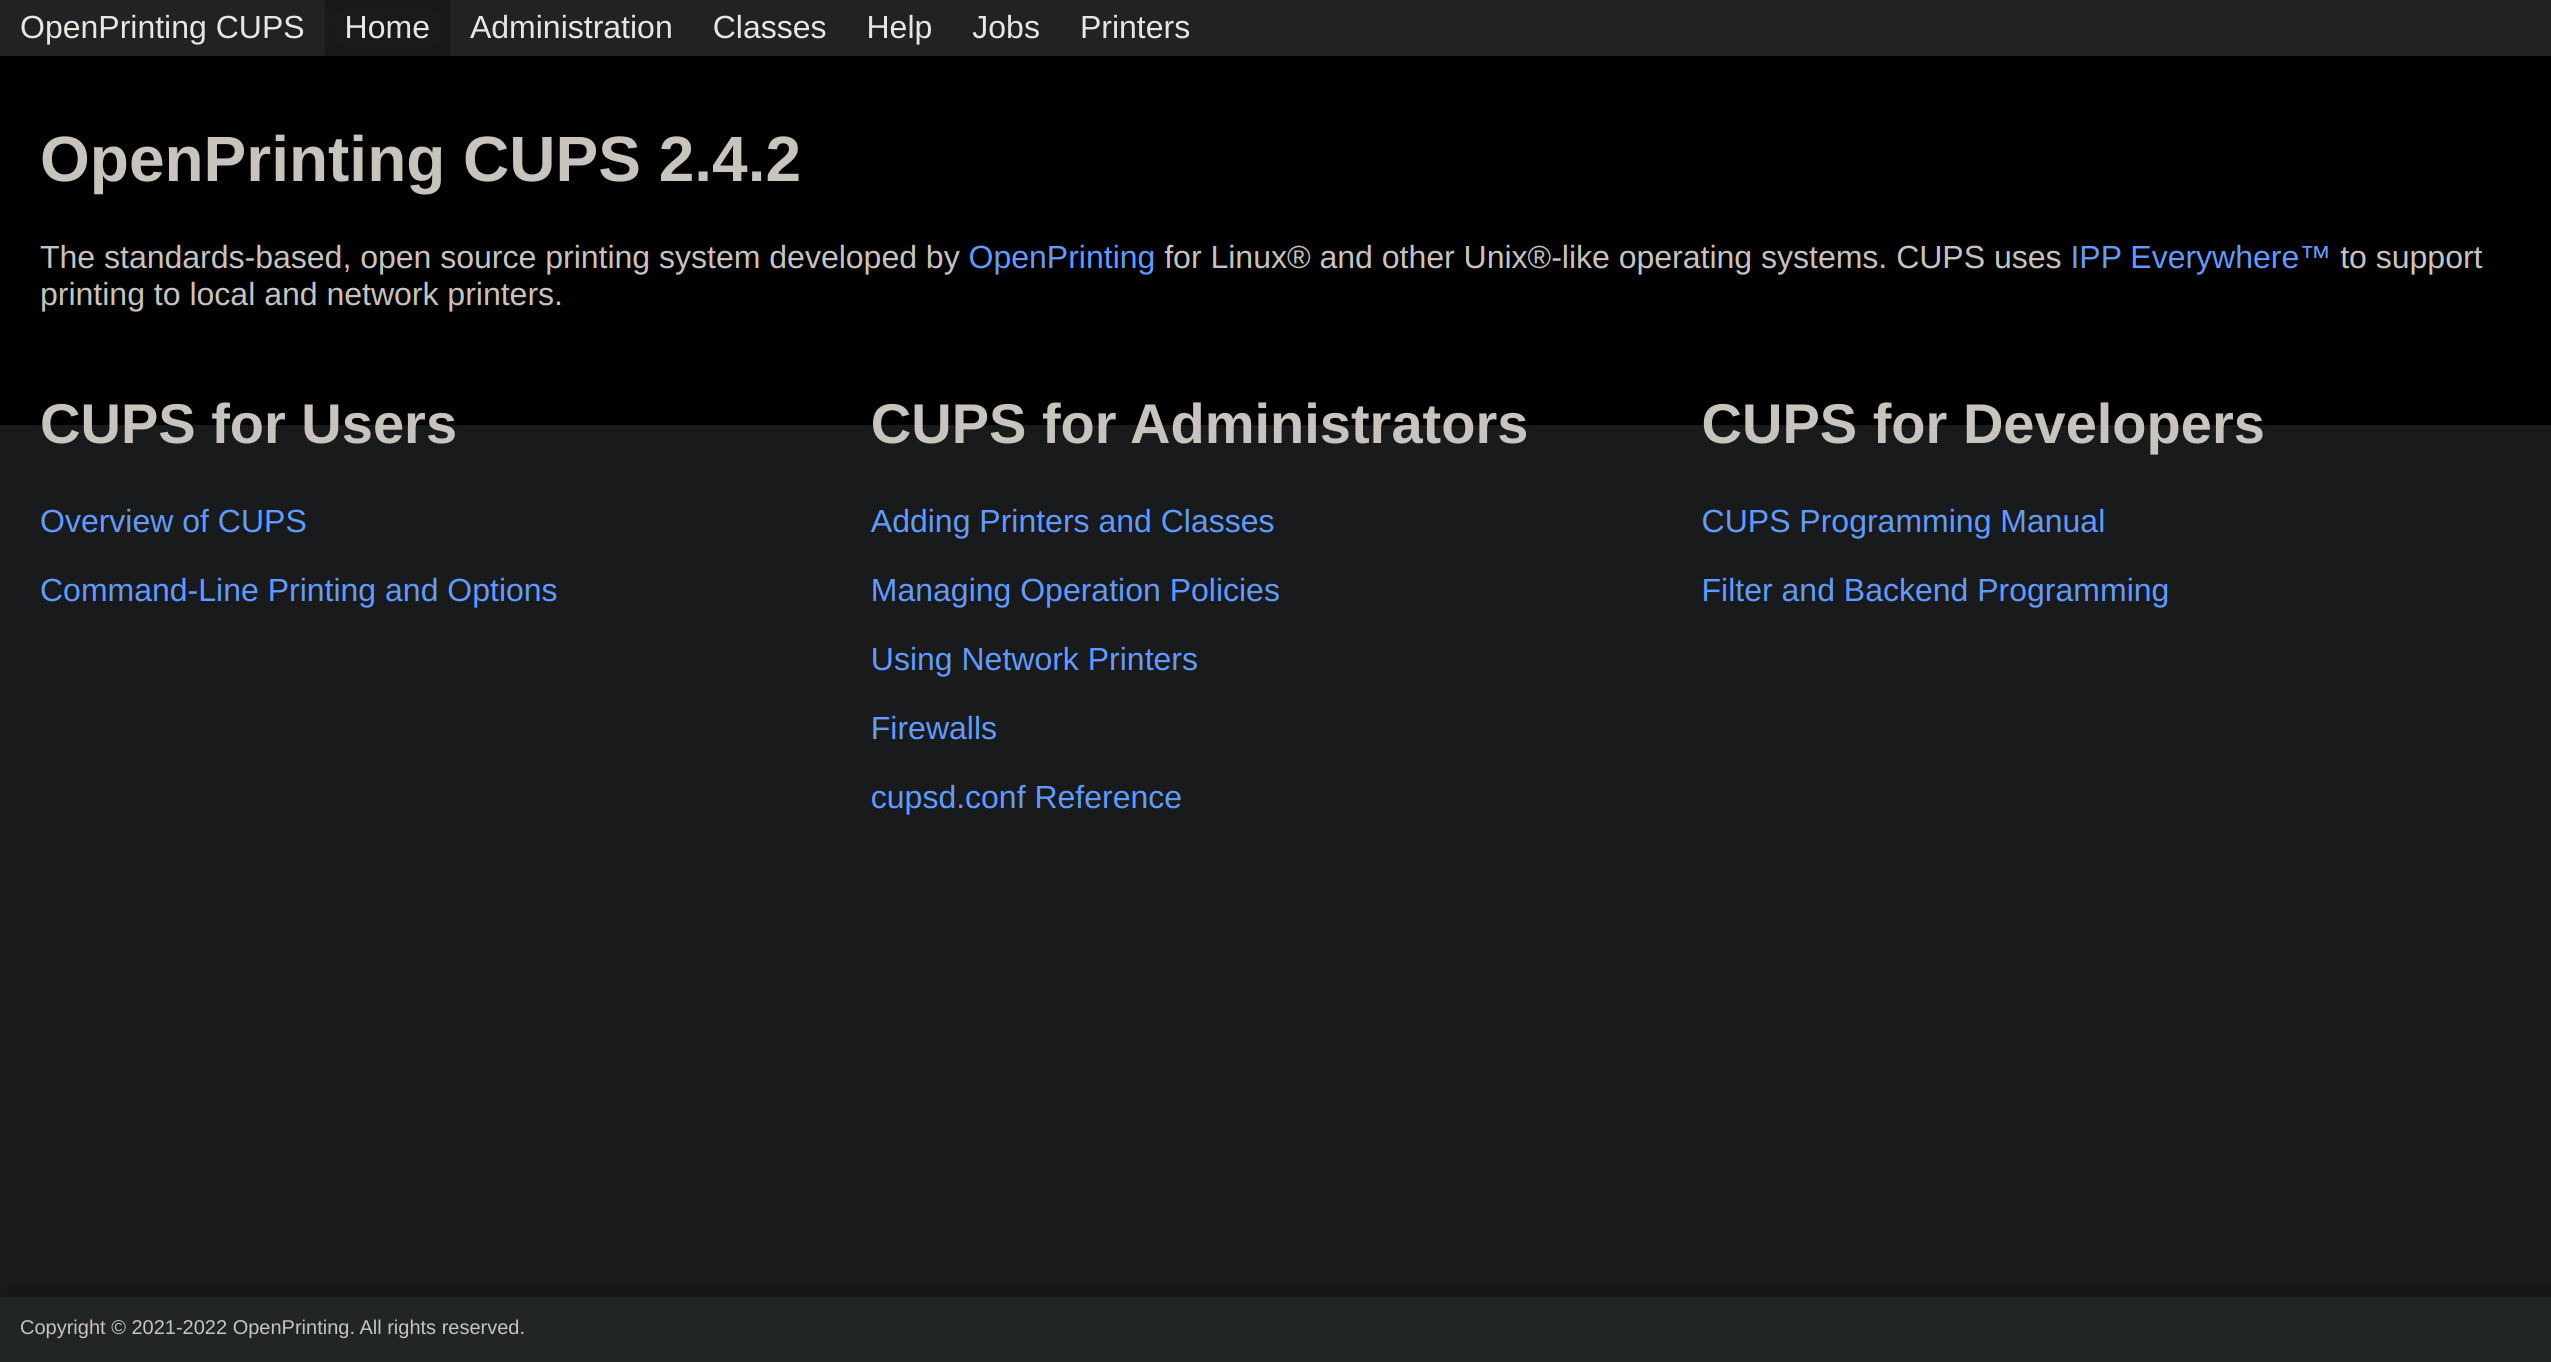 OpenPrinting CUPS Home Administration Classes Help Jobs Printers
OpenPrinting CUPS 2.4.2
The standards-based, open source printing system developed by OpenPrinting for Linux® and other Unix®-like operating systems. CUPS uses IPP Everywhere™ to support
printing to local and network printers.
CUPS for Users
Overview of CUPS
Command-Line Printing and Options
CUPS for Administrators
Adding Printers and Classes
Managing Operation Policies
Using Network Printers
Firewalls
cupsd.conf Reference
CUPS for Developers
CUPS Programming Manual
Filter and Backend Programming
Copyright © 2021-2022 OpenPrinting. All rights reserved.